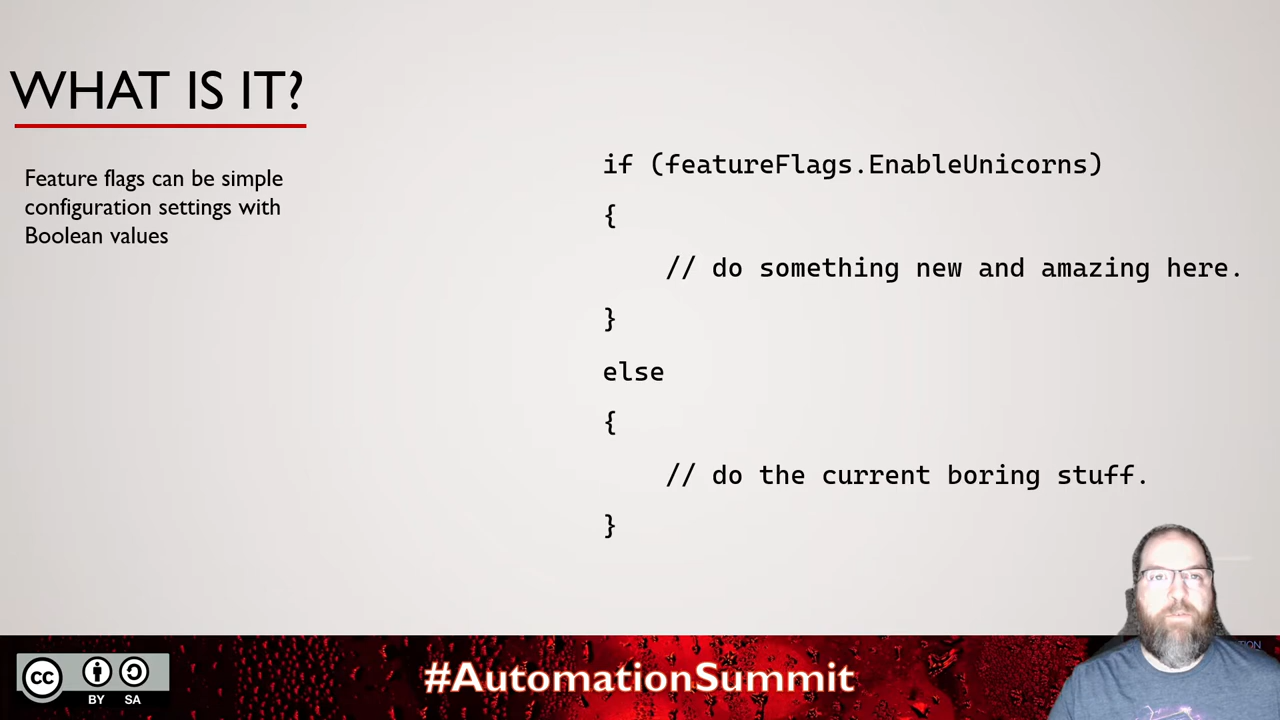 WHAT IS IT?
Feature flags can be simple
configuration settings with
Boolean values
if (featureFlags.EnableUnicorns)
{
// do something new and amazing here.
}
else
{
// do the current boring stuff.
}
#AutomationSummit
cc
BY SA